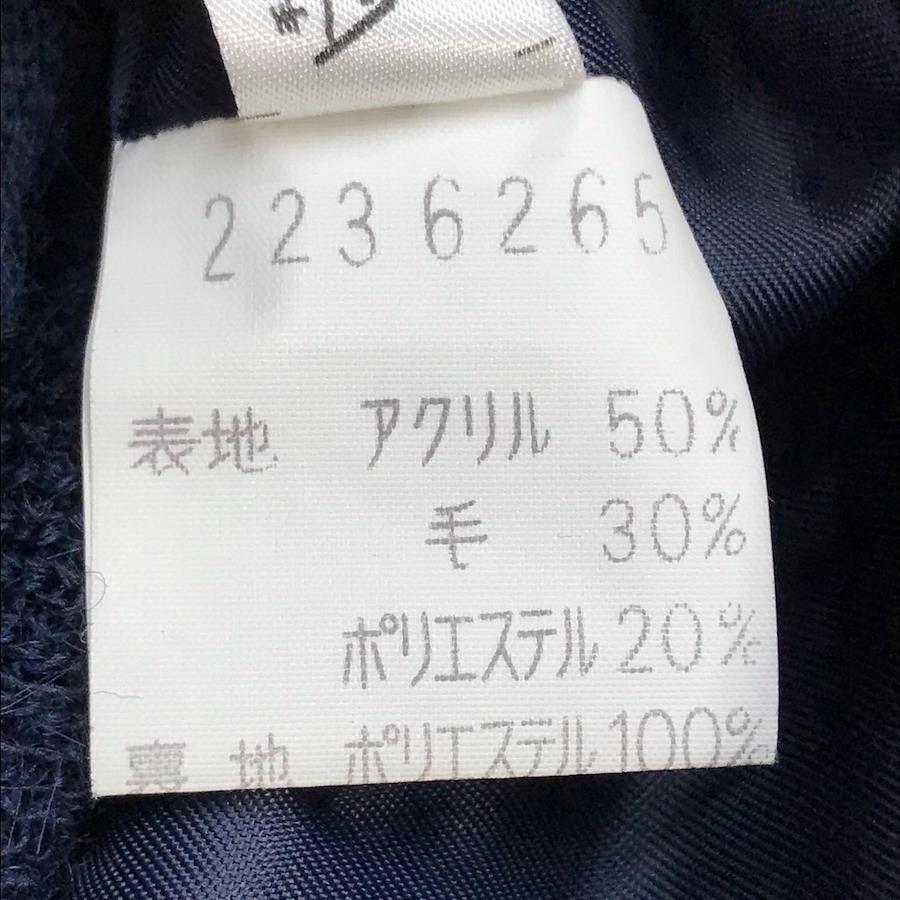 2236265
表地 アクリル 50%
毛 30%
ポリエステル 20%
裏地 ポリエステル 100%